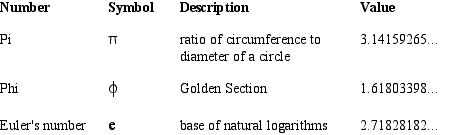 Number Symbol Description Value
Pi π ratio of circumference to 3.14159265...
diameter of a circle
Phi ϕ Golden Section 1.61803398...
Euler's number e base of natural logarithms 2.71828182...